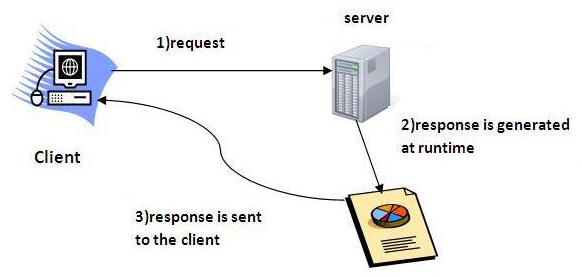 server
1)request
2)response is generated
at runtime
Client
3)response is sent
to the client